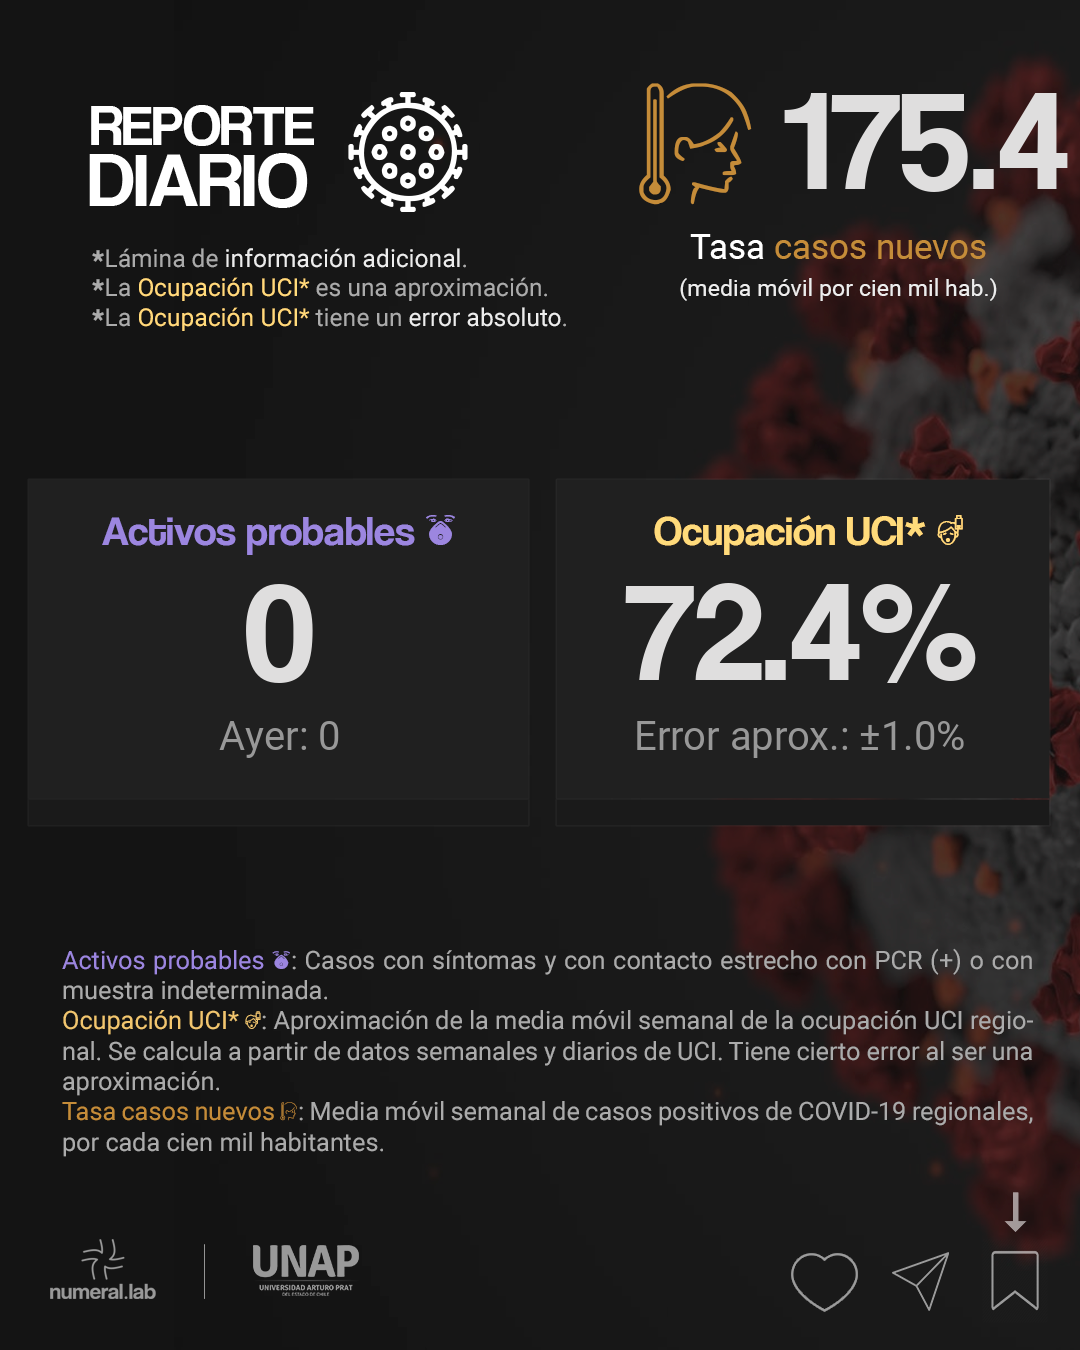 REPORTE
DIARIO
*Lámina de información adicional.
*La Ocupación UCI* es una aproximación.
*La Ocupación UCI* tiene un error absoluto.
175.4
Tasa casos nuevos
(media móvil por cien mil hab.)
Activos probables
0
Ayer: 0
Ocupación UCI*
72.4%
Error aprox.: ±1.0%
Activos probables : Casos con síntomas y con contacto estrecho con PCR (+) o con
muestra indeterminada.
Ocupación UCI* : Aproximación de la media móvil semanal de la ocupación UCI regio-
nal. Se calcula a partir de datos semanales y diarios de UCI. Tiene cierto error al ser una
aproximación.
Tasa casos nuevos : Media móvil semanal de casos positivos de COVID-19 regionales,
por cada cien mil habitantes.
numeral.lab
UNAP
UNIVERSIDAD ARTURO PRAT
DEL ESTADO DE CHILE